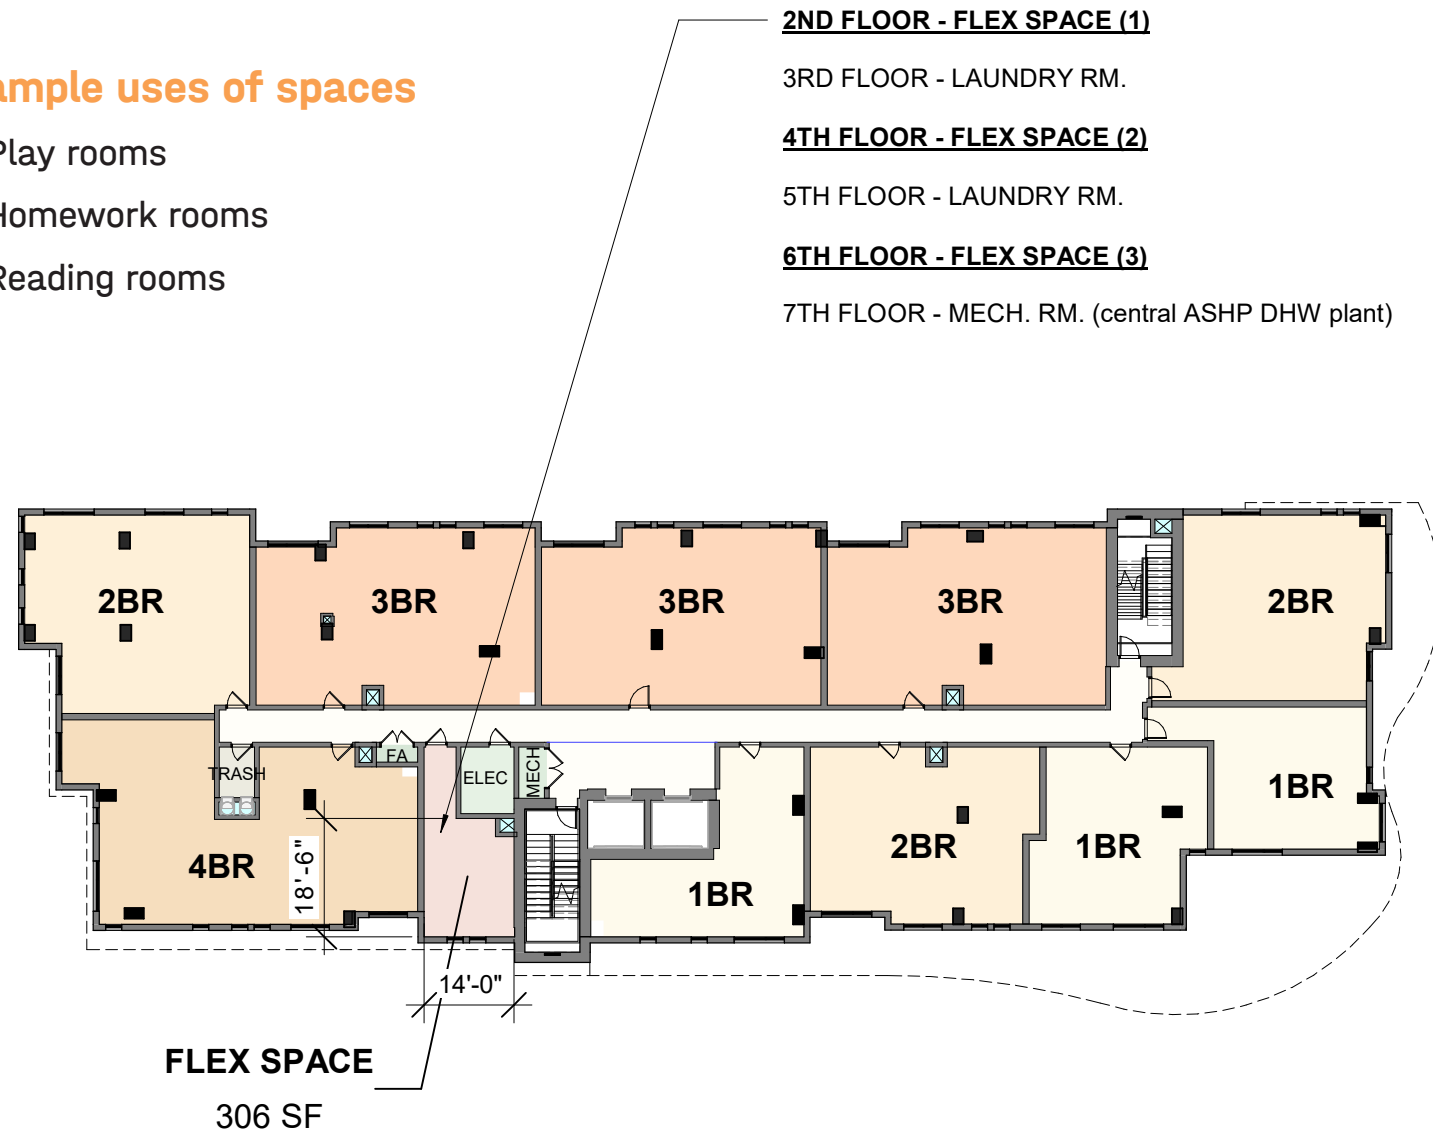 ample uses of spaces
Play rooms
Homework rooms
Reading rooms
2ND FLOOR - FLEX SPACE (1)
3RD FLOOR - LAUNDRY RM.
4TH FLOOR - FLEX SPACE (2)
5TH FLOOR - LAUNDRY RM.
6TH FLOOR - FLEX SPACE (3)
7TH FLOOR - MECH. RM. (central ASHP DHW plant)
2BR
3BR
3BR
3BR
2BR
FA
TRASH
ELEC
MECH
1BR
4BR
18'-6"
1BR
2BR
1BR
14'-0"
FLEX SPACE
306 SF